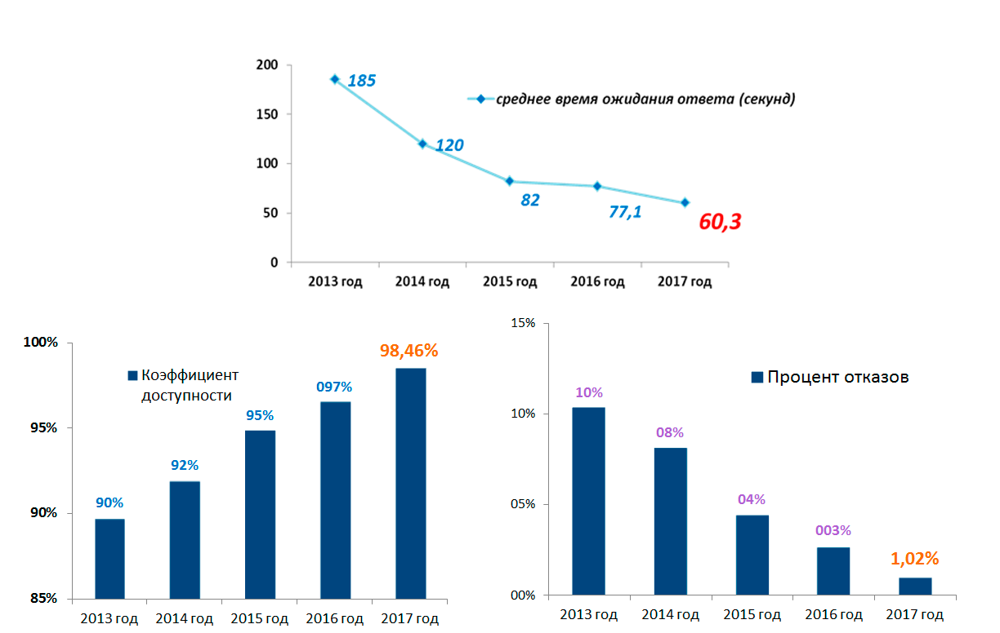 200
150
100
50
0
185
120
82
77,1
60,3
среднее время ожидания ответа (секунд)
2013 год
2014 год
2015 год
2016 год
2017 год
100%
95%
90%
85%
Коэффициент
доступности
90%
92%
95%
097%
98,46%
2013 год
2014 год
2015 год
2016 год
2017 год
15%
10%
05%
00%
Процент отказов
10%
08%
04%
003%
1,02%
2013 год
2014 год
2015 год
2016 год
2017 год